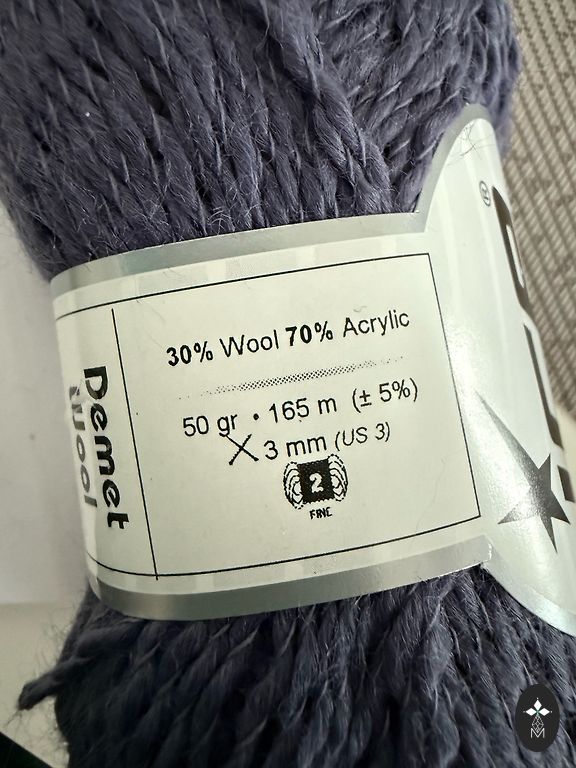 30% Wool 70% Acrylic
50 gr • 165 m (± 5%)
3 mm (US 3)
2
FINE
Demet
Wool
®
M